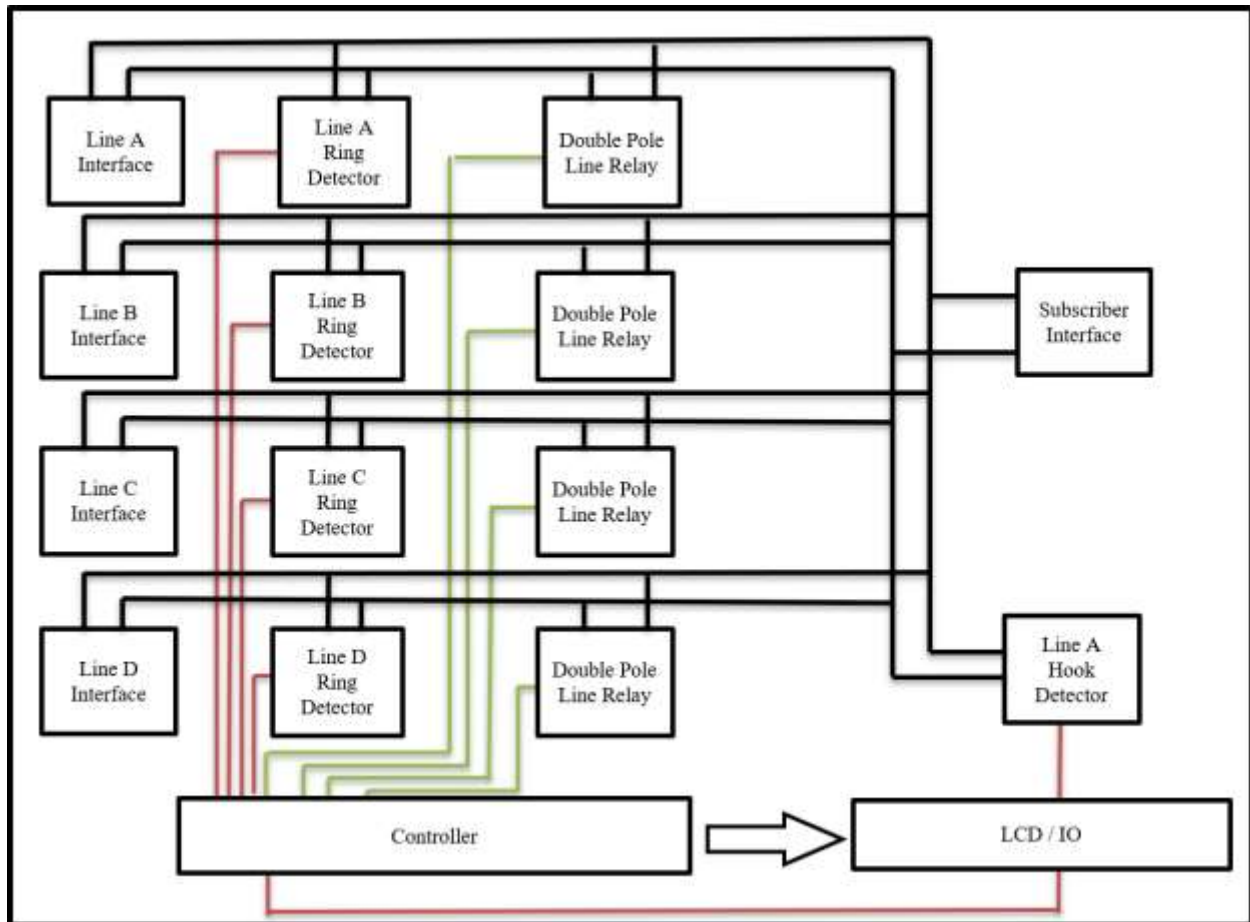 Line A
Interface
Line A
Ring
Detector
Double Pole
Line Relay
Line B
Interface
Line B
Ring
Detector
Double Pole
Line Relay
Subscriber
Interface
Line C
Interface
Line C
Ring
Detector
Double Pole
Line Relay
Line D
Interface
Line D
Ring
Detector
Double Pole
Line Relay
Line A
Hook
Detector
Controller
LCD / IO